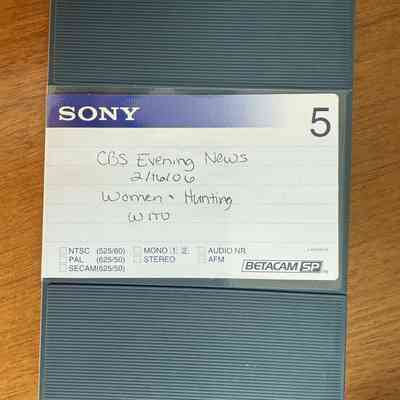 SONY 5
CBS Evening News
2/16/06
Women + Hunting
WITU
NTSC (525/60) MONO 1 2 AUDIO NR
PAL (625/50) STEREO AFM
SECAM(625/50)
BETACAM SP